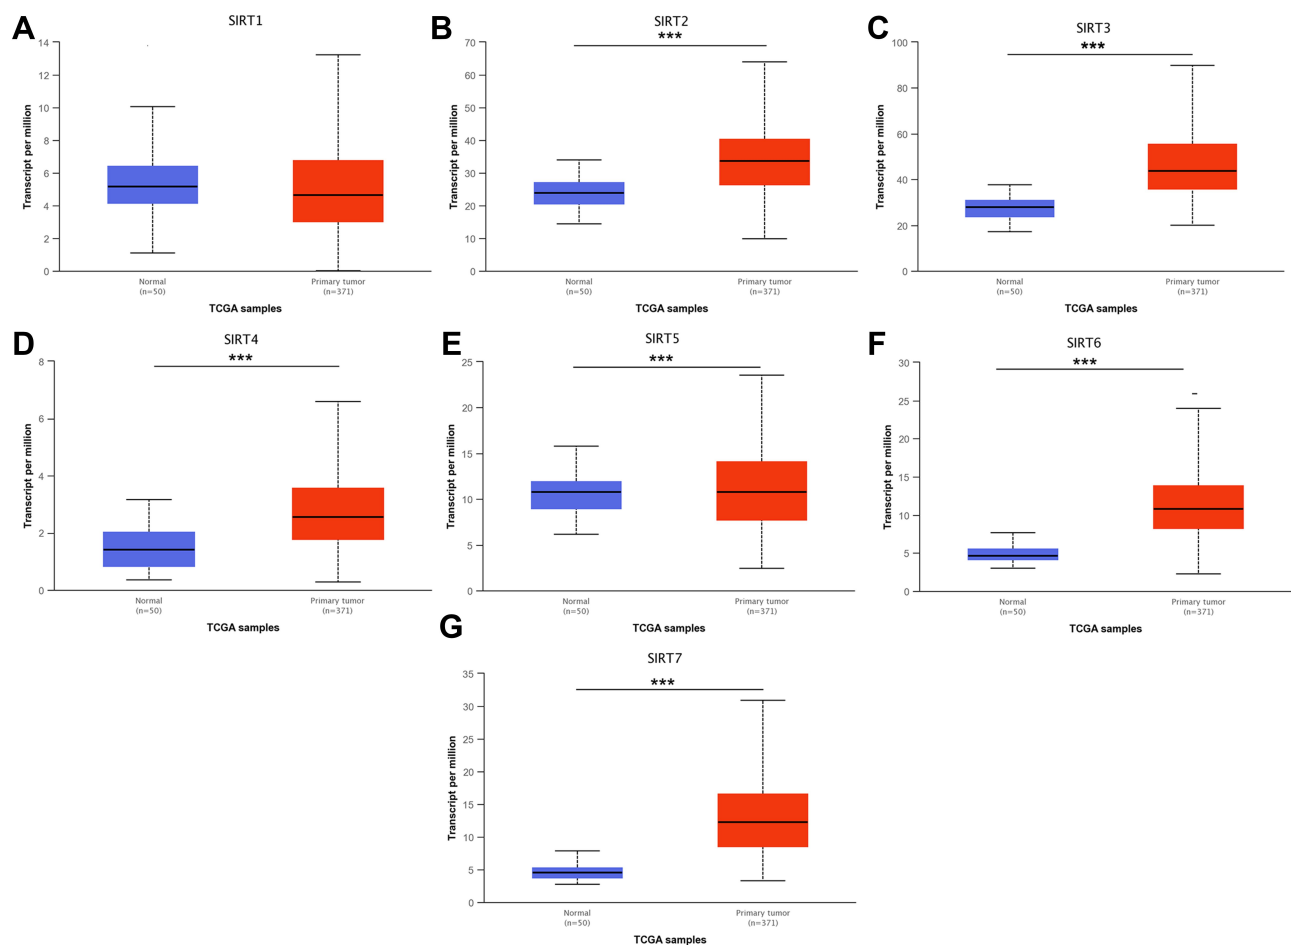 A
SIRT1
Transcript per million
14
12
10
8
6
4
2
0
Normal
(n=50)
Primary tumor
(n=371)
TCGA samples
B
SIRT2
***
Transcript per million
70
60
50
40
30
20
10
0
Normal
(n=50)
Primary tumor
(n=371)
TCGA samples
C
SIRT3
***
Transcript per million
100
80
60
40
20
0
Normal
(n=50)
Primary tumor
(n=371)
TCGA samples
D
SIRT4
***
Transcript per million
8
6
4
2
0
Normal
(n=50)
Primary tumor
(n=371)
TCGA samples
E
SIRT5
***
Transcript per million
25
20
15
10
5
0
Normal
(n=50)
Primary tumor
(n=371)
TCGA samples
F
SIRT6
***
Transcript per million
30
25
20
15
10
5
0
Normal
(n=50)
Primary tumor
(n=371)
TCGA samples
G
SIRT7
***
Transcript per million
35
30
25
20
15
10
5
0
Normal
(n=50)
Primary tumor
(n=371)
TCGA samples